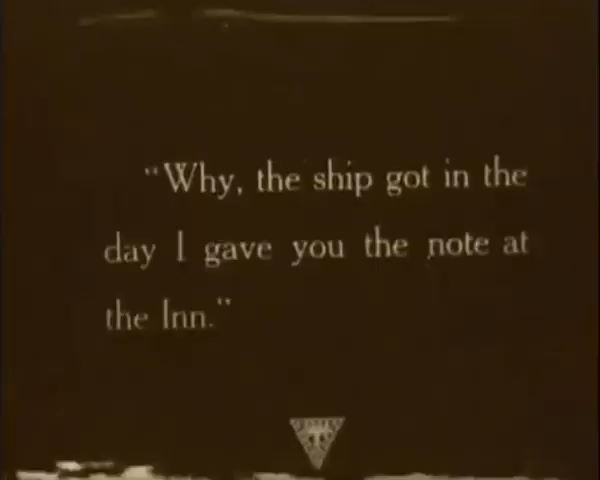 "Why, the ship got in the
day I gave you the note at
the Inn."